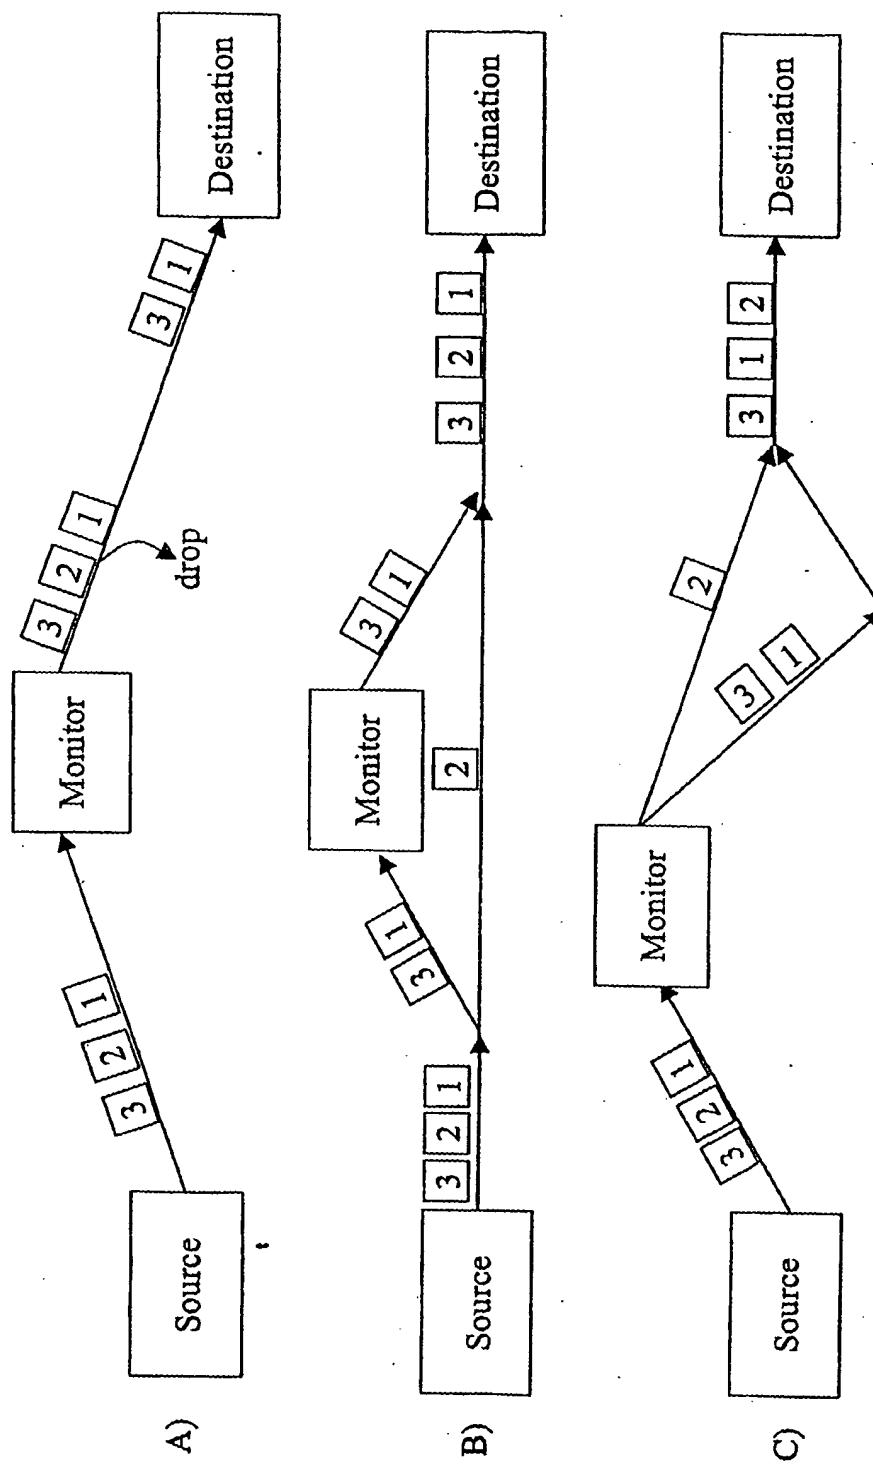 A)
Source
3 2 1
Monitor
3 2 1
drop
3 1
Destination
B)
Source
3 2 1
3 1
Monitor
2
3 1
3 2 1
Destination
C)
Source
3 2 1
Monitor
2
3 1
3 1 2
Destination